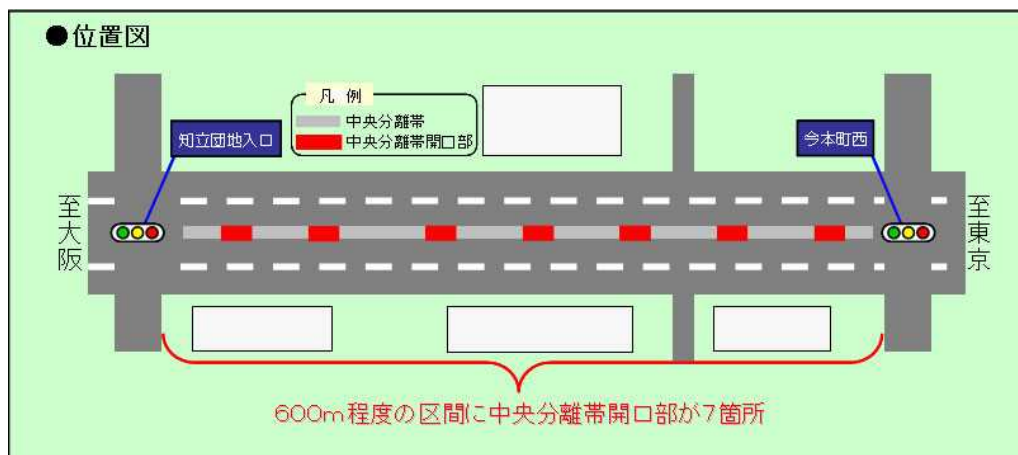 ●位置図
凡 例
中央分離帯
中央分離帯開口部
知立団地入口
今本町西
至大阪
至東京
600m程度の区間に中央分離帯開口部が7箇所